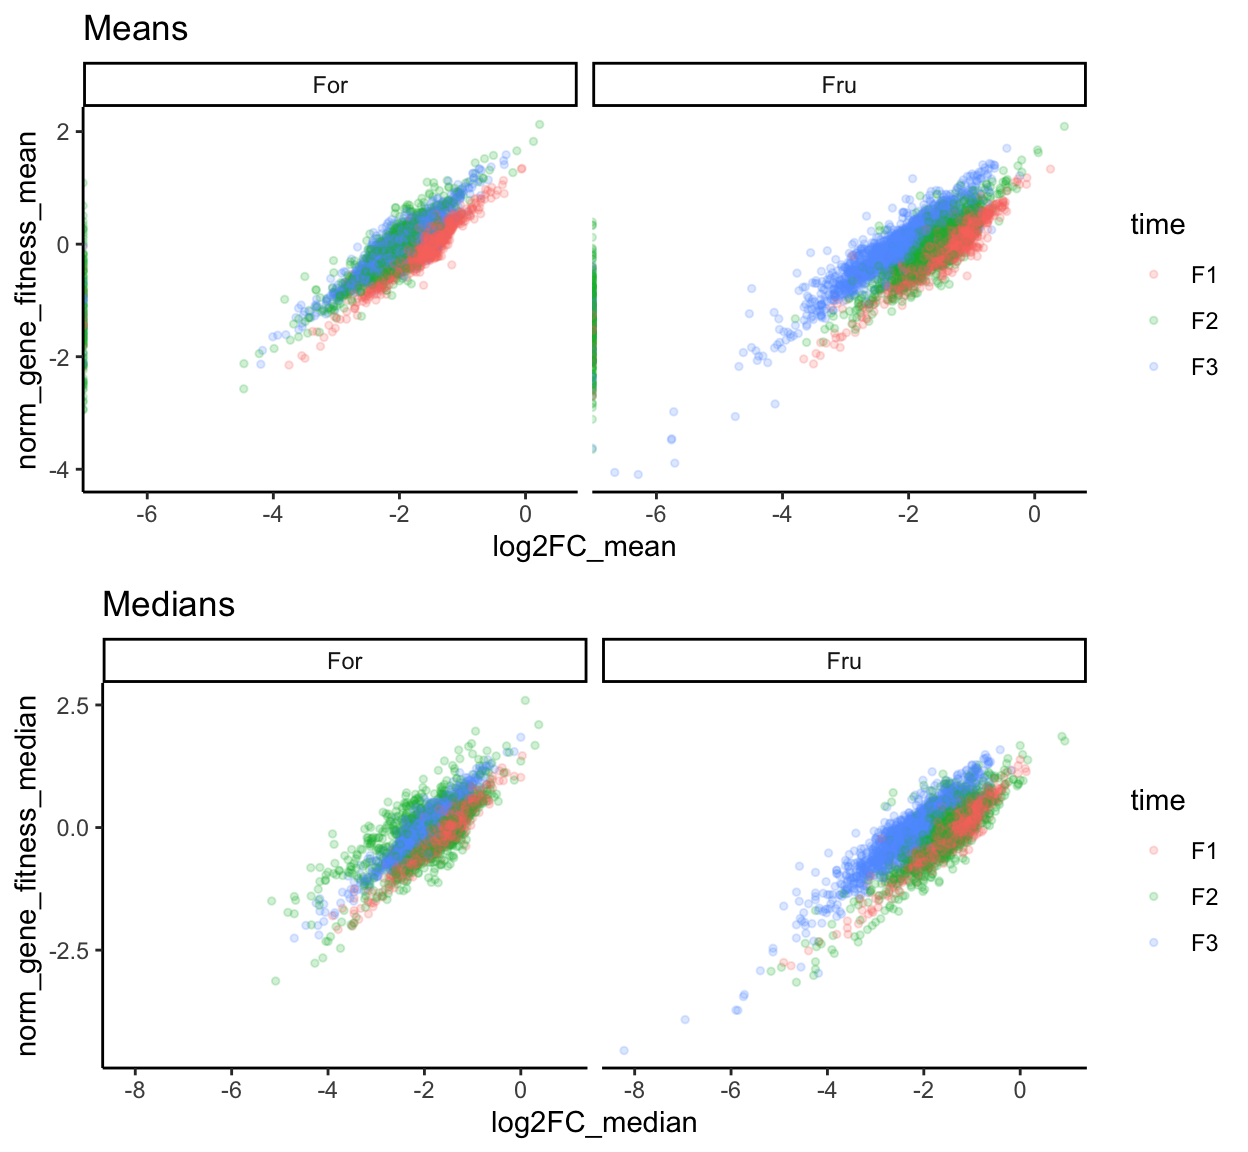 Means
For Fru
norm_gene_fitness_mean
2
0
-2
-4
-6 -4 -2 0 -6 -4 -2 0
log2FC_mean
time
F1
F2
F3
Medians
For Fru
norm_gene_fitness_median
2.5
0.0
-2.5
-8 -6 -4 -2 0 -8 -6 -4 -2 0
log2FC_median
time
F1
F2
F3